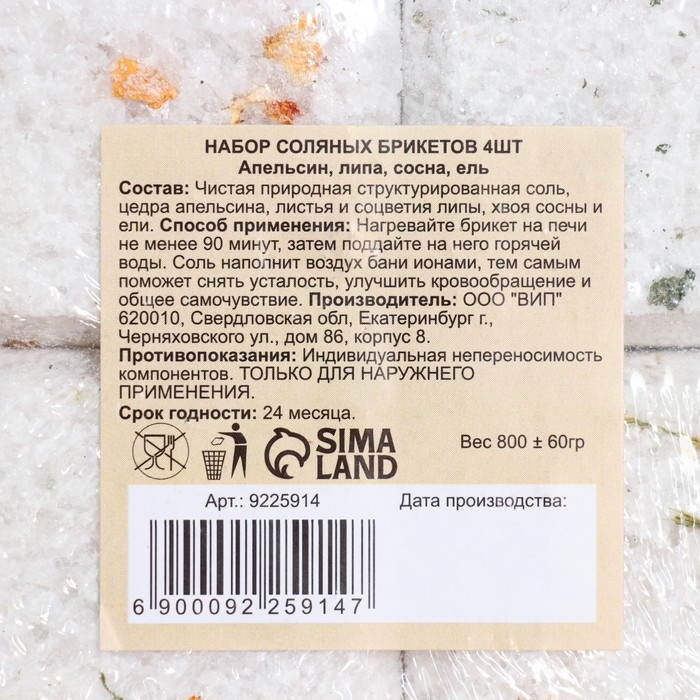 НАБОР СОЛЯНЫХ БРИКЕТОВ 4ШТ
Апельсин, липа, сосна, ель
Состав: Чистая природная структурированная соль,
цедра апельсина, листья и соцветия липы, хвоя сосны и
ели. Способ применения: Нагревайте брикет на печи
не менее 90 минут, затем поддайте на него горячей
воды. Соль наполнит воздух бани ионами, тем самым
поможет снять усталость, улучшить кровообращение и
общее самочувствие. Производитель: ООО "ВИП"
620010, Свердловская обл, Екатеринбург г.,
Черняховского ул., дом 86, корпус 8.
Противопоказания: Индивидуальная непереносимость
компонентов. ТОЛЬКО ДЛЯ НАРУЖНЕГО
ПРИМЕНЕНИЯ.
Срок годности: 24 месяца.
SIMA
LAND
Вес 800 ± 60гр
Арт.: 9225914
Дата производства:
6 900092 259147